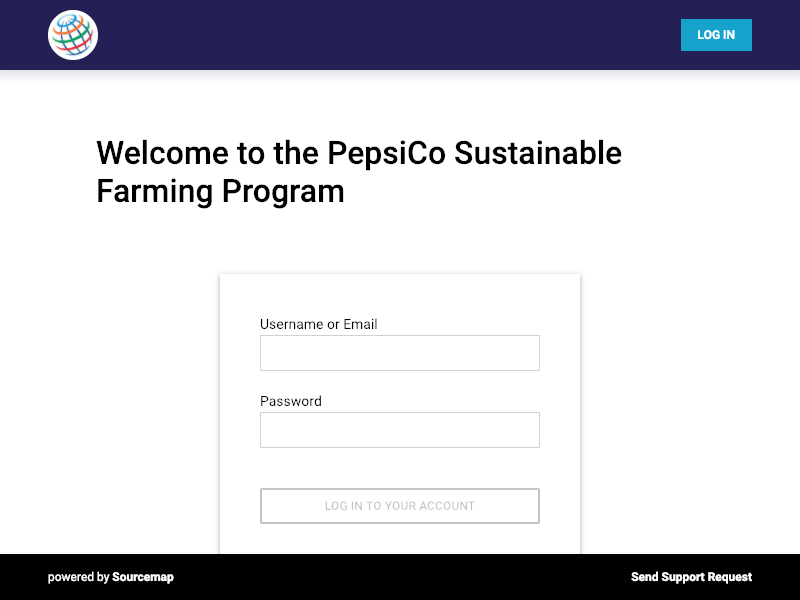 LOG IN
Welcome to the PepsiCo Sustainable
Farming Program
Username or Email
Password
LOG IN TO YOUR ACCOUNT
powered by Sourcemap
Send Support Request